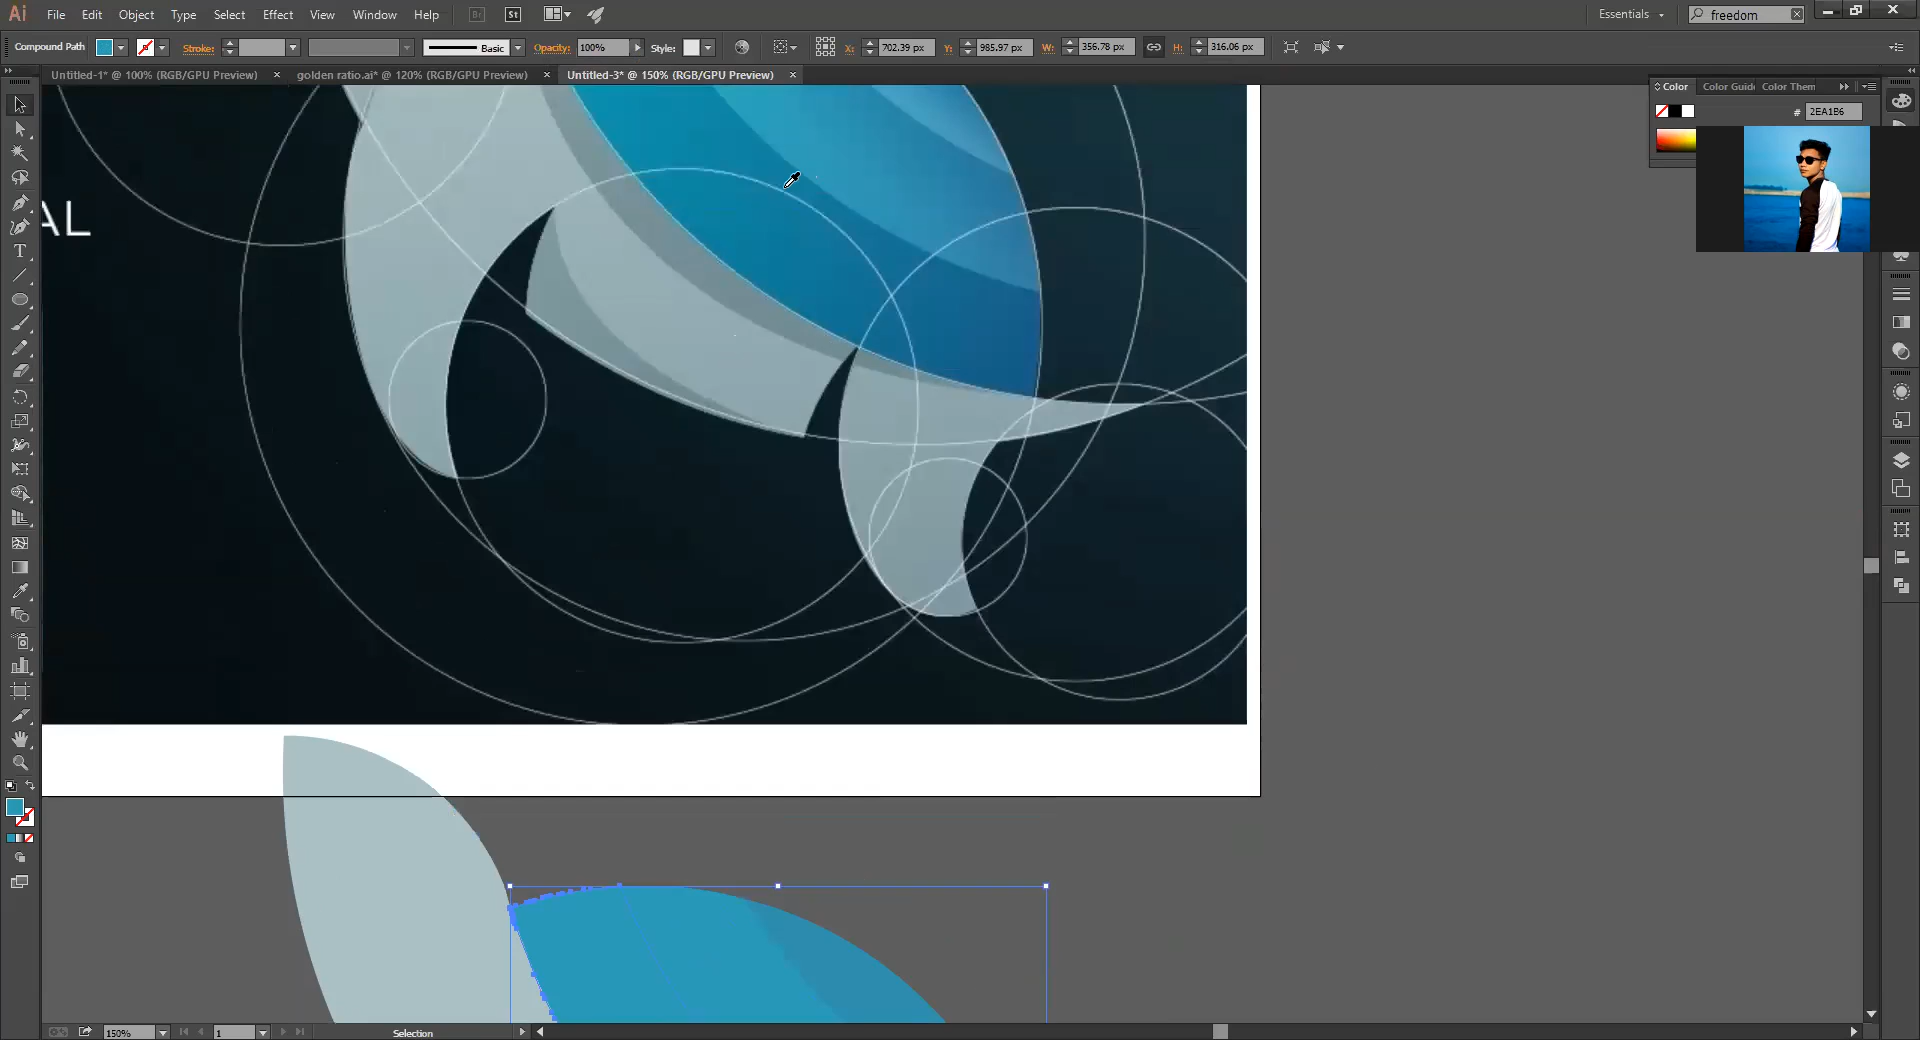 Ai File Edit Object Type Select Effect View Window Help Br St Essentials freedom
Compound Path Stroke: Basic Opacity: 100% Style: X: 702.39 px Y: 985.97 px W: 356.78 px H: 316.06 px
Untitled-1* @ 100% (RGB/GPU Preview) × golden ratio.ai* @ 120% (RGB/GPU Preview) × Untitled-3* @ 150% (RGB/GPU Preview) ×
Color Color Guid Color Them
# 2EA1B6
AL
T
150% 1 Selection